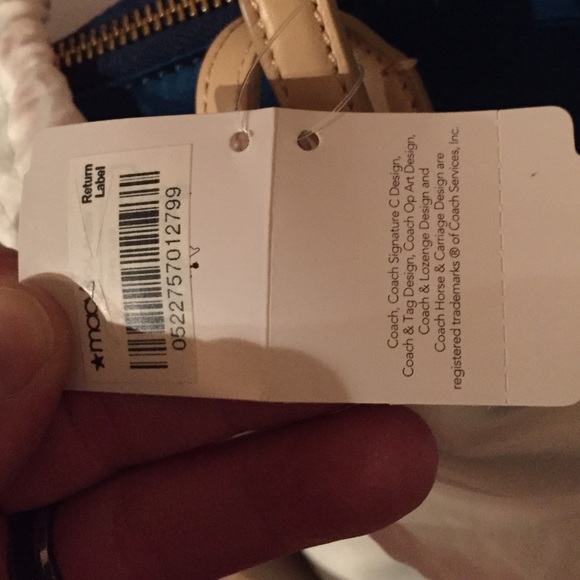 ★macy's
Return
Label
0522757012799
Coach, Coach Signature C Design,
Coach & Tag Design, Coach Op Art Design,
Coach & Lozenge Design and
Coach Horse & Carriage Design are
registered trademarks ® of Coach Services, Inc.